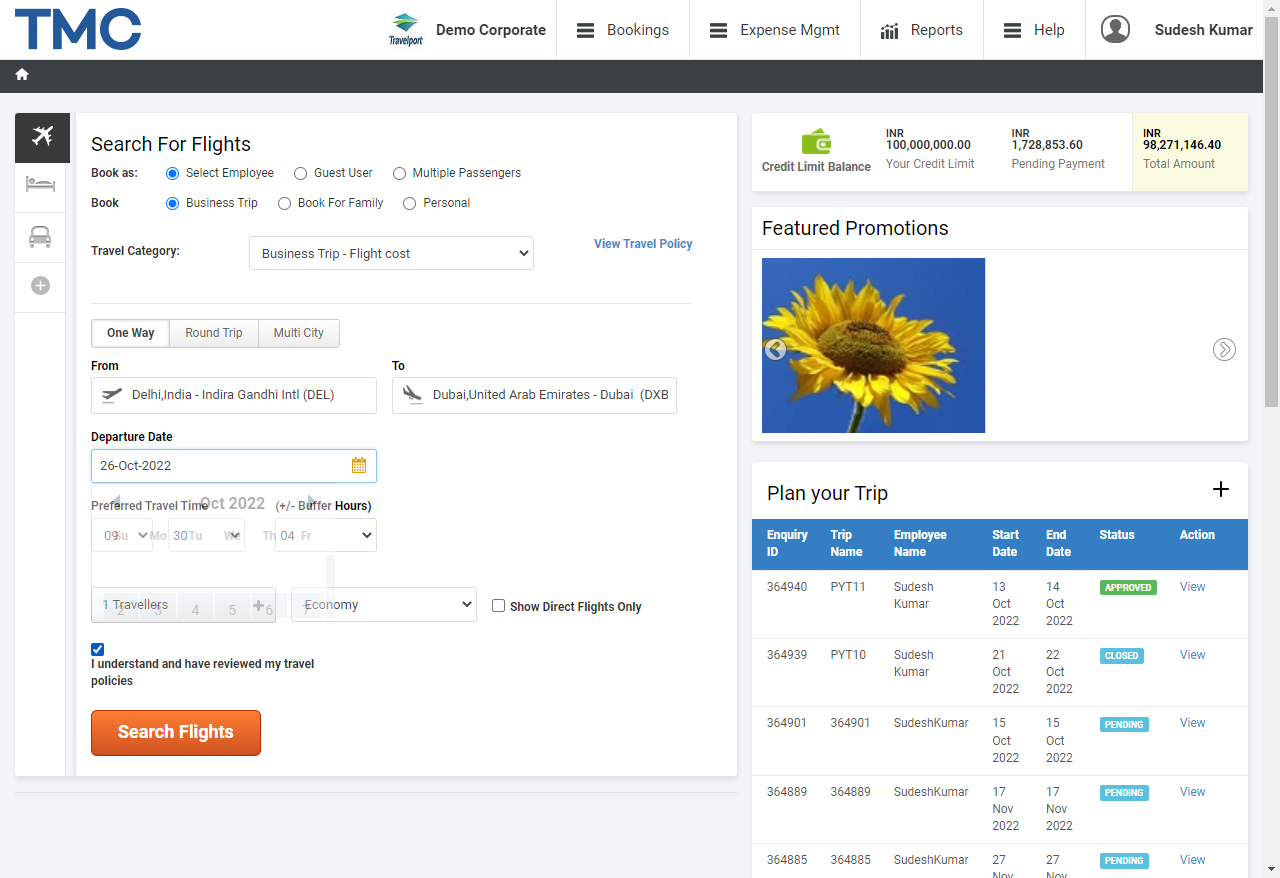 TMC
Travelport
Demo Corporate
Bookings
Expense Mgmt
Reports
Help
Sudesh Kumar
Search For Flights
Book as:
Select Employee
Guest User
Multiple Passengers
Book
Business Trip
Book For Family
Personal
Travel Category:
Business Trip - Flight cost
View Travel Policy
One Way
Round Trip
Multi City
From
To
Delhi,India - Indira Gandhi Intl (DEL)
Dubai,United Arab Emirates - Dubai (DXB
Departure Date
26-Oct-2022
Oct 2022
Preferred Travel Time
(+/- Buffer Hours)
Su Mo Tu We Th Fr
09
30
04
1 Travellers
Economy
Show Direct Flights Only
2 3 4 5 6 7
I understand and have reviewed my travel
policies
Search Flights
Credit Limit Balance
INR
100,000,000.00
Your Credit Limit
INR
1,728,853.60
Pending Payment
INR
98,271,146.40
Total Amount
Featured Promotions
Plan your Trip
Enquiry ID Trip Name Employee Name Start Date End Date Status Action
364940 PYT11 Sudesh Kumar 13 Oct 2022 14 Oct 2022 APPROVED View
364939 PYT10 Sudesh Kumar 21 Oct 2022 22 Oct 2022 CLOSED View
364901 364901 SudeshKumar 15 Oct 2022 15 Oct 2022 PENDING View
364889 364889 SudeshKumar 17 Nov 2022 17 Nov 2022 PENDING View
364885 364885 SudeshKumar 27 Nov 27 Nov PENDING View